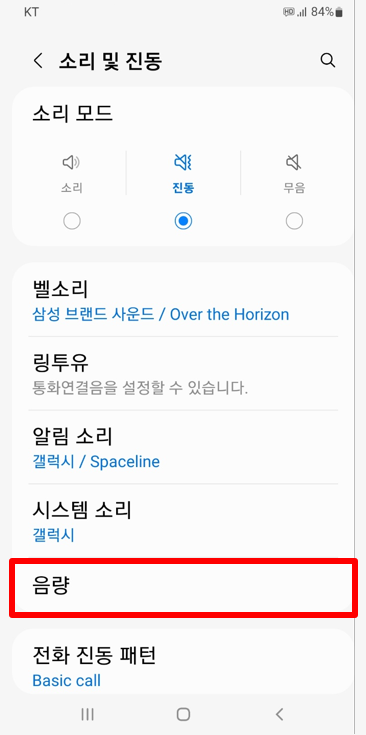 KT
HD 84%
소리 및 진동
소리 모드
소리 진동 무음
벨소리
삼성 브랜드 사운드 / Over the Horizon
링투유
통화연결음을 설정할 수 있습니다.
알림 소리
갤럭시 / Spaceline
시스템 소리
갤럭시
음량
전화 진동 패턴
Basic call